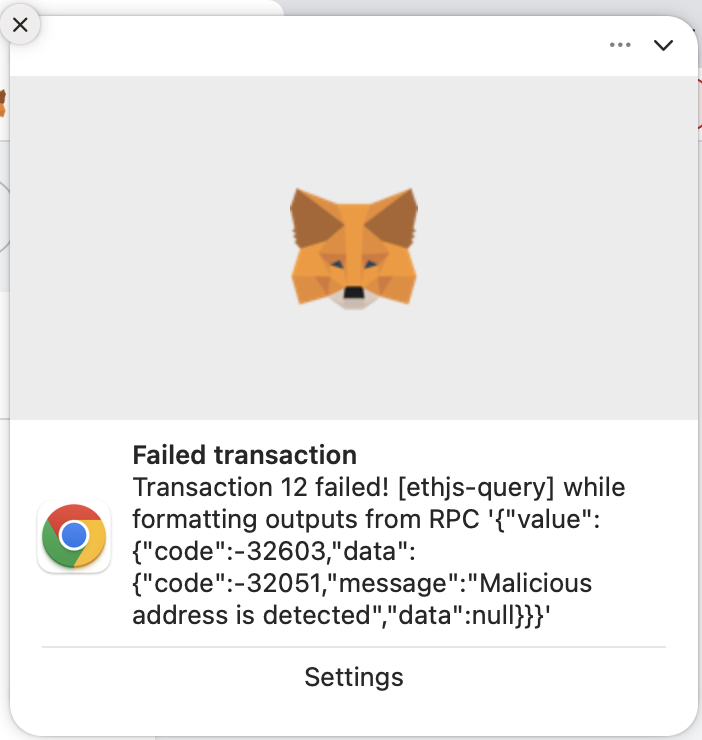 Failed transaction
Transaction 12 failed! [ethjs-query] while
formatting outputs from RPC '{"value":
{"code":-32603,"data":
{"code":-32051,"message":"Malicious
address is detected","data":null}}}'
Settings